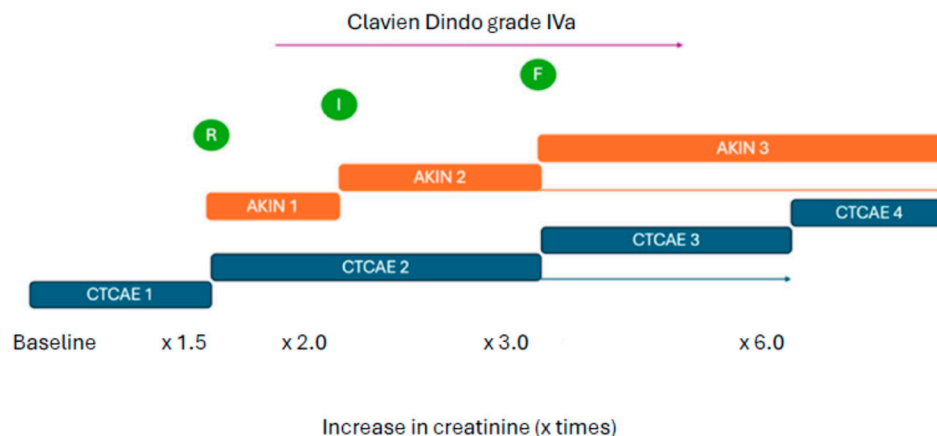 Clavien Dindo grade IVa
F
I
R
AKIN 3
AKIN 2
AKIN 1
CTCAE 4
CTCAE 3
CTCAE 2
CTCAE 1
Baseline x 1.5 x 2.0 x 3.0 x 6.0
Increase in creatinine (x times)